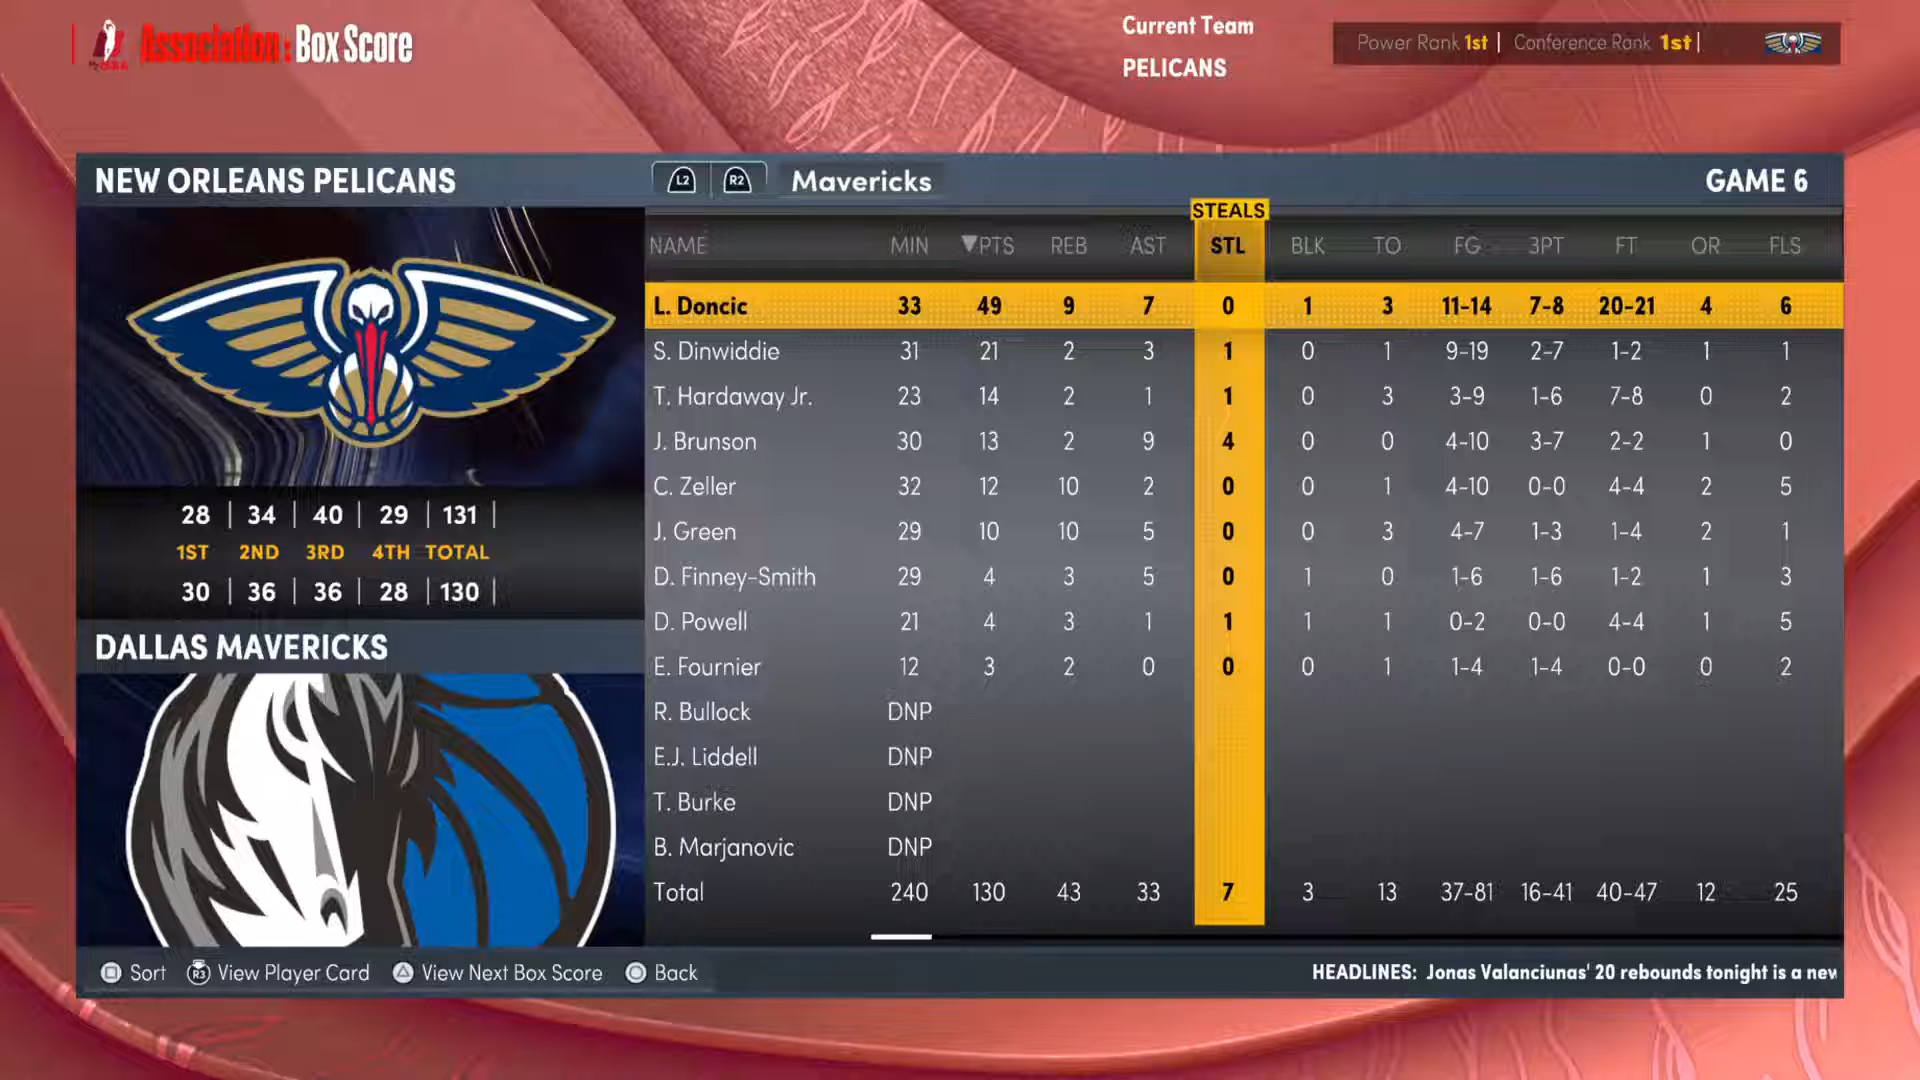 Association: Box Score
Current Team
PELICANS
Power Rank 1st | Conference Rank 1st |
NEW ORLEANS PELICANS
L2 R2 Mavericks
GAME 6
STEALS
NAME MIN ▼PTS REB AST STL BLK TO FG 3PT FT OR FLS
L. Doncic 33 49 9 7 0 1 3 11-14 7-8 20-21 4 6
S. Dinwiddie 31 21 2 3 1 0 1 9-19 2-7 1-2 1 1
T. Hardaway Jr. 23 14 2 1 1 0 3 3-9 1-6 7-8 0 2
J. Brunson 30 13 2 9 4 0 0 4-10 3-7 2-2 1 0
C. Zeller 32 12 10 2 0 0 1 4-10 0-0 4-4 2 5
J. Green 29 10 10 5 0 0 3 4-7 1-3 1-4 2 1
D. Finney-Smith 29 4 3 5 0 1 0 1-6 1-6 1-2 1 3
D. Powell 21 4 3 1 1 1 1 0-2 0-0 4-4 1 5
E. Fournier 12 3 2 0 0 0 1 1-4 1-4 0-0 0 2
R. Bullock DNP
E.J. Liddell DNP
T. Burke DNP
B. Marjanovic DNP
Total 240 130 43 33 7 3 13 37-81 16-41 40-47 12 25
28 | 34 | 40 | 29 | 131 |
1ST 2ND 3RD 4TH TOTAL
30 | 36 | 36 | 28 | 130 |
DALLAS MAVERICKS
Sort R3 View Player Card View Next Box Score Back
HEADLINES: Jonas Valanciunas' 20 rebounds tonight is a new